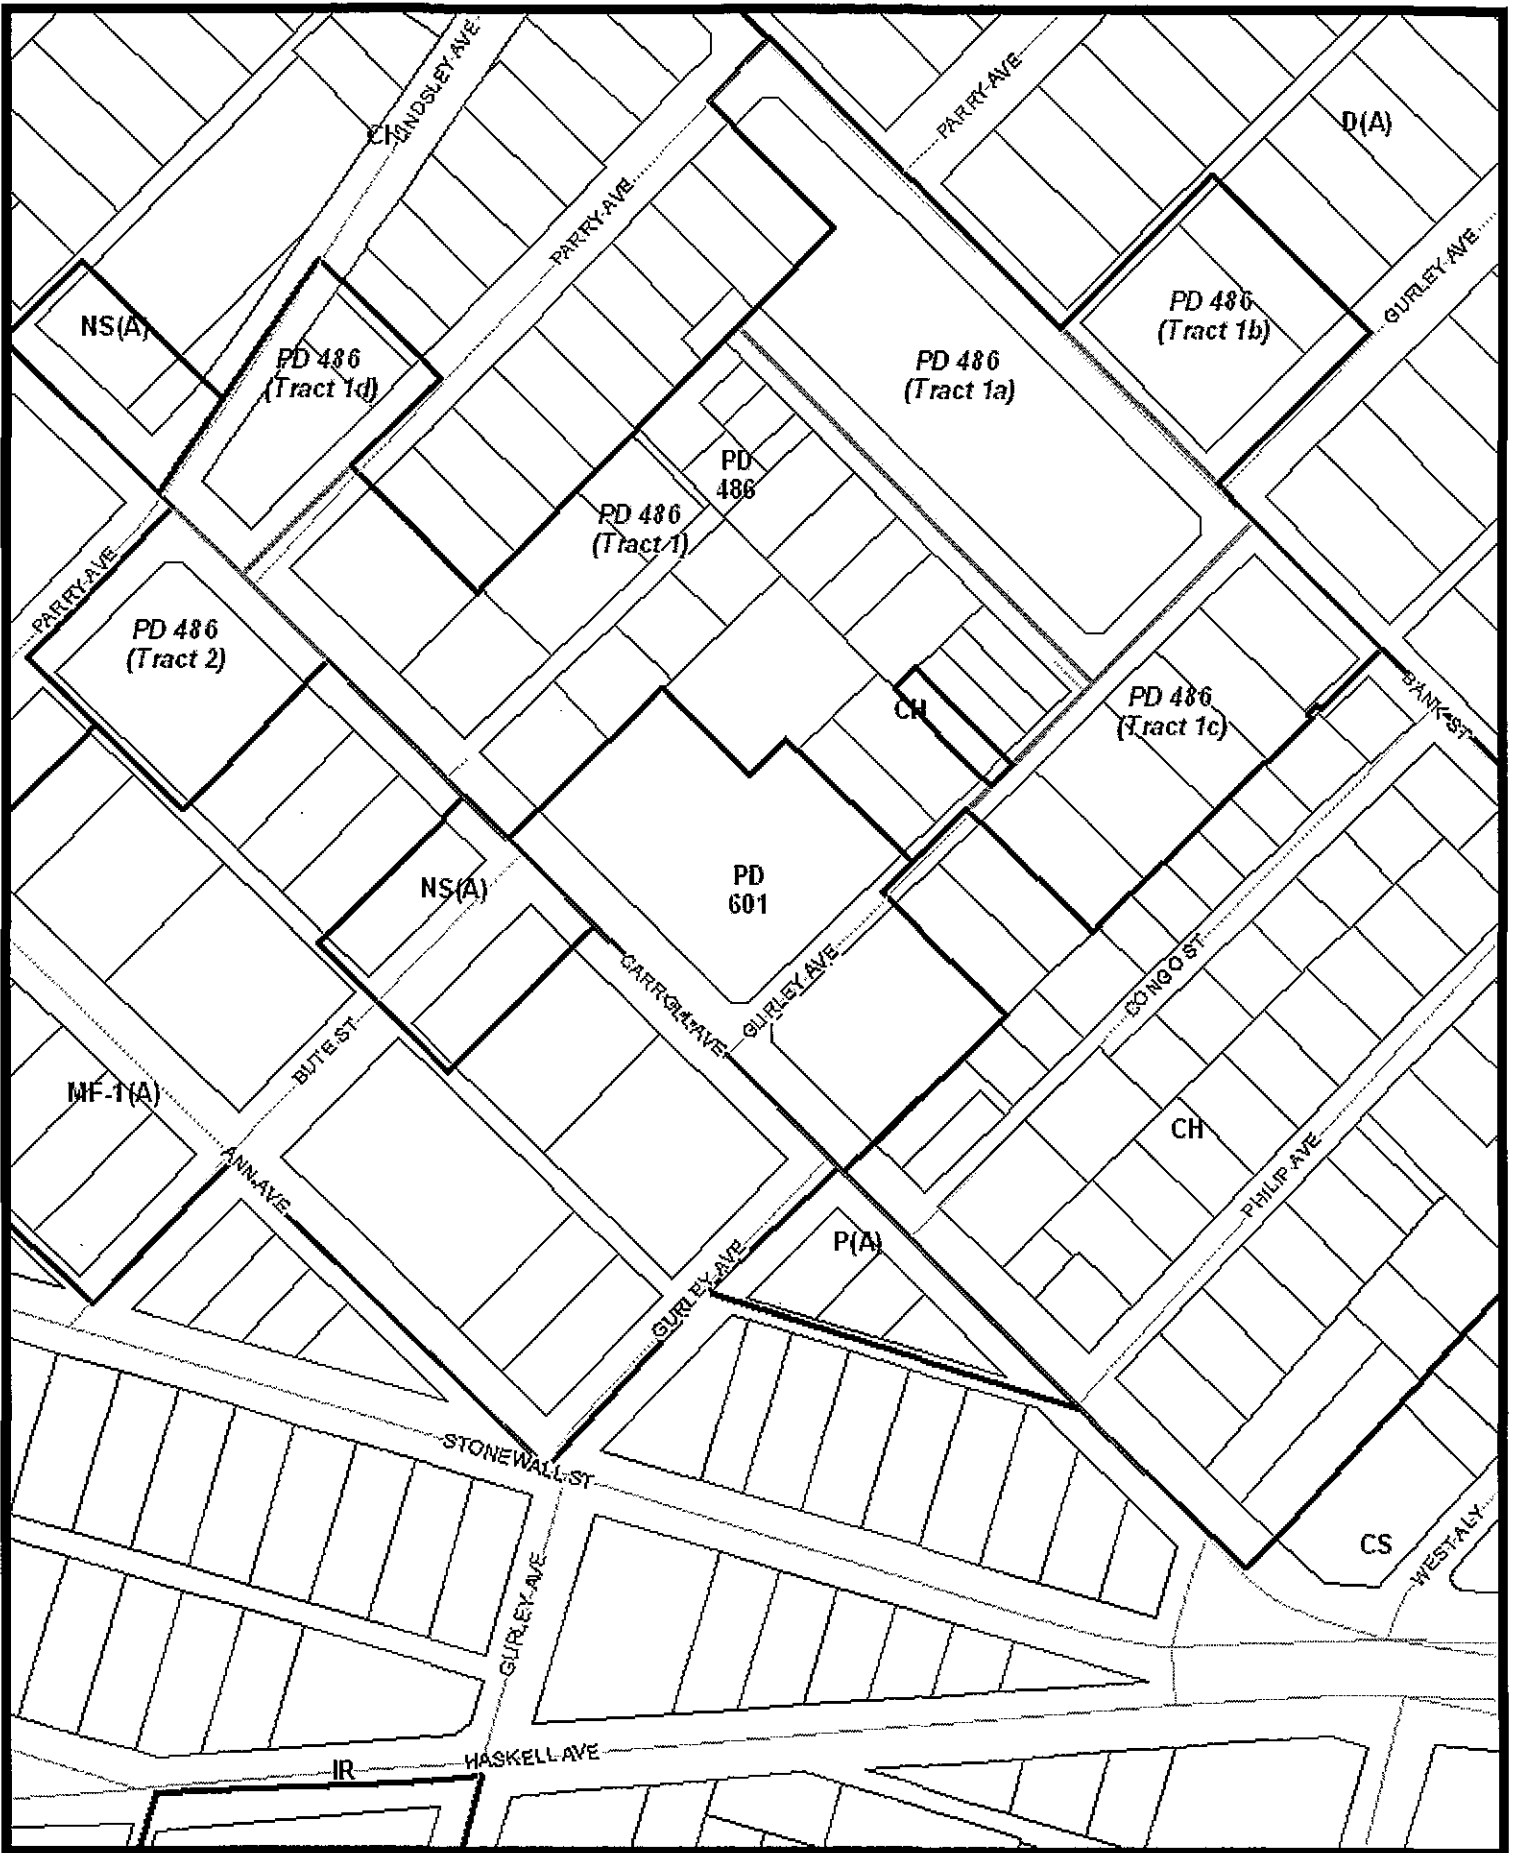 LINDSLEY AVE
CH
PARRY AVE
D(A)
PARRY AVE
GURLEY AVE
NS(A)
PD 486
(Tract 1d)
PD 486
(Tract 1a)
PD 486
(Tract 1b)
PD
486
PD 486
(Tract 1)
PARRY AVE
PD 486
(Tract 2)
CH
PD 486
(Tract 1c)
BANK ST
NS(A)
PD
601
CARROLL AVE
GURLEY AVE
CONGO ST
BUTE ST
MF-1(A)
ANN AVE
CH
PHILIP AVE
P(A)
GURLEY AVE
STONEWALL ST
CS
WEST ALY
GURLEY AVE
HASKELL AVE
IR